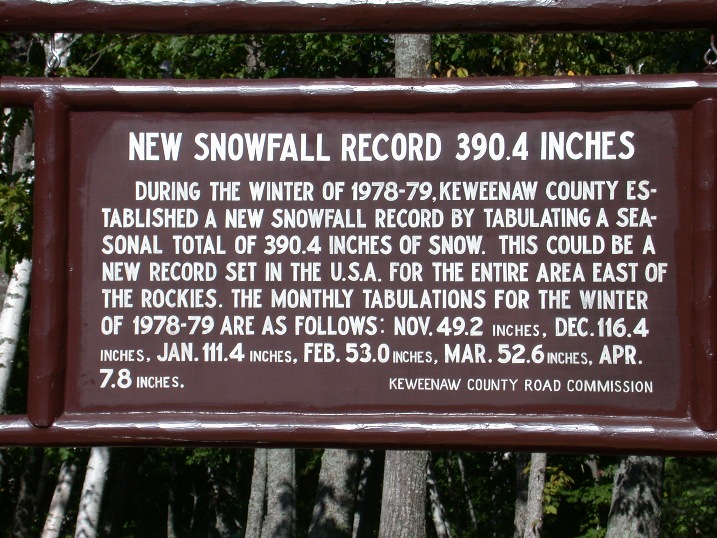 NEW SNOWFALL RECORD 390.4 INCHES
DURING THE WINTER OF 1978-79, KEWEENAW COUNTY ES-
TABLISHED A NEW SNOWFALL RECORD BY TABULATING A SEA-
SONAL TOTAL OF 390.4 INCHES OF SNOW. THIS COULD BE A
NEW RECORD SET IN THE U.S.A. FOR THE ENTIRE AREA EAST OF
THE ROCKIES. THE MONTHLY TABULATIONS FOR THE WINTER
OF 1978-79 ARE AS FOLLOWS: NOV. 49.2 INCHES, DEC. 116.4
INCHES, JAN. 111.4 INCHES, FEB. 53.0 INCHES, MAR. 52.6 INCHES, APR.
7.8 INCHES. KEWEENAW COUNTY ROAD COMMISSION